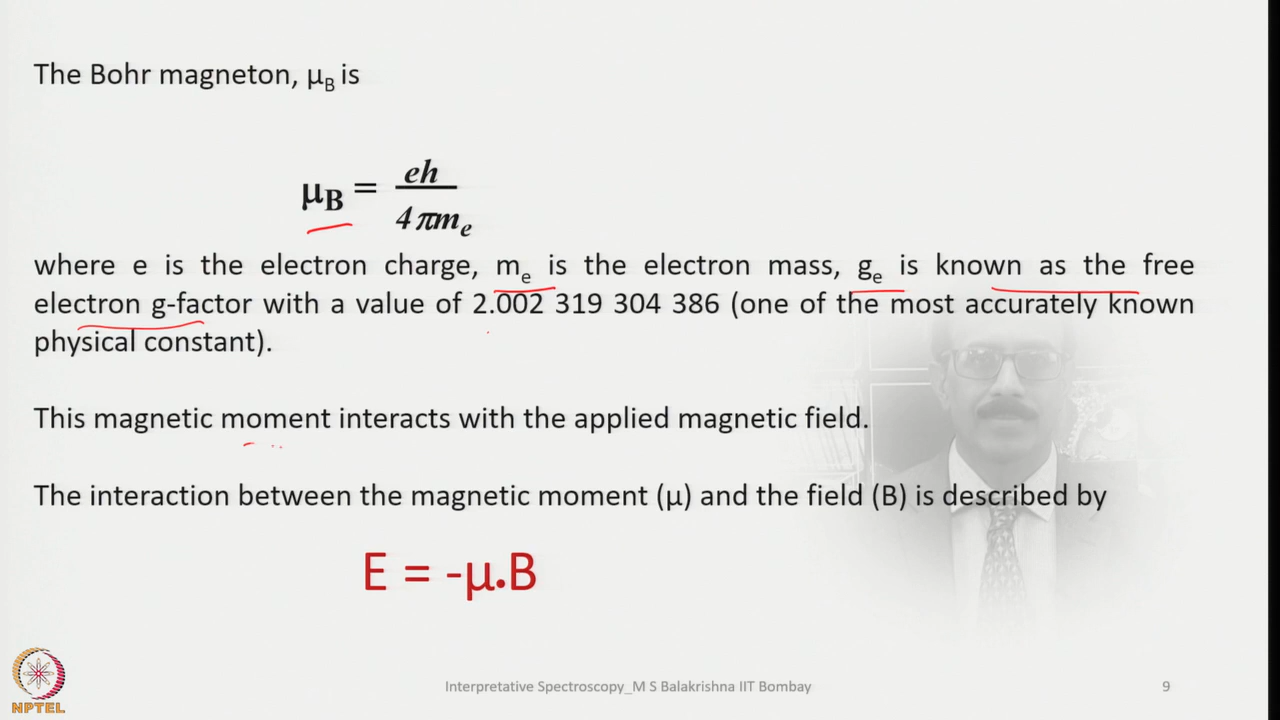 The Bohr magneton, μB is
μB = eh
4πme
where e is the electron charge, me is the electron mass, ge is known as the free
electron g-factor with a value of 2.002 319 304 386 (one of the most accurately known
physical constant).
This magnetic moment interacts with the applied magnetic field.
The interaction between the magnetic moment (μ) and the field (B) is described by
E = -μ.B
NPTEL
Interpretative Spectroscopy_M S Balakrishna IIT Bombay
9